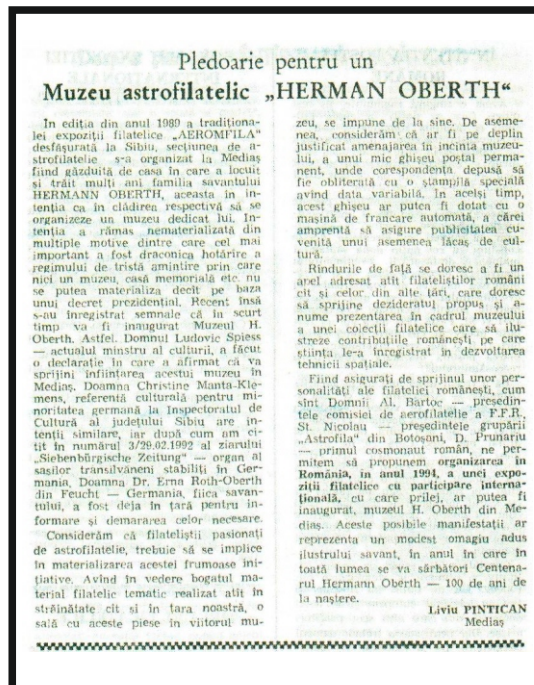 Pledoarie pentru un
Muzeu astrofilatelic „HERMAN OBERTH“
In ediția din anul 1989 a tradiționa-
lei expoziții filatelice „AEROMFILA"
desfășurată la Sibiu, secțiunea de a-
strofilatelie s-a organizat la Mediaș
fiind găzduită de casa în care a locuit
și trăit mulți ani familia savantului
HERMANN OBERTH, aceasta în in-
tenția ca în clădirea respectivă să se
organizeze un muzeu dedicat lui. In-
tenția a rămas nematerializată din
multiple motive dintre care cel mai
important a fost draconica hotărîre a
regimului de tristă amintire prin care
nici un muzeu, casă memorială etc. nu
se putea materializa decît pe baza
unui decret prezidential. Recent însă
s-au înregistrat semnale că în scurt
timp va fi inaugurat Muzeul H.
Oberth. Astfel, Domnul Ludovic Spiess
— actualul minstru al culturii, a făcut
o declarație în care a afirmat că va
sprijini înființarea acestui muzeu în
Mediaș. Doamna Christine Manta-Kle-
mens, referentă culturală pentru mi-
noritatea germană la Inspectoratul de
Cultură al județului Sibiu are in-
tenții similare, iar după cum am ci-
tit în numărul 3/29.02.1992 al ziarului
„Siebenbürgische Zeitung" — organ al
sașilor transilvăneni stabiliți în Ger-
mania, Doamna Dr. Erna Roth-Oberth
din Feucht — Germania, fiica savan-
tului, a fost deja în țară pentru in-
formare și demararea celor necesare.
Considerăm că filateliștii pasionați
de astrofilatelie, trebuie să se implice
în materializarea acestei frumoase ini-
țiative. Avînd în vedere bogatul ma-
terial filatelic tematic realizat atît în
străinătate cît și în țara noastră, o
sală cu aceste piese în viitorul mu-
zeu, se impune de la sine. De aseme-
nea, considerăm că ar fi pe deplin
justificat amenajarea în incinta muzeu-
lui, a unui mic ghișeu poștal perma-
nent, unde corespondența depusă să
fie obliterată cu o ștampilă specială
avînd data variabilă. In același timp,
acest ghișeu ar putea fi dotat cu o
mașină de francare automată, a cărei
amprentă să asigure publicitatea cu-
venită unui asemenea lăcaș de cul-
tură.
Rîndurile de față se doresc a fi un
apel adresat atît filateliștilor români
cît și celor din alte țări, care doresc
să sprijine dezideratul propus și a-
nume prezentarea în cadrul muzeului
a unei colecții filatelice care să ilu-
streze contribuțiile românești pe care
știința le-a înregistrat în dezvoltarea
tehnicii spațiale.
Fiind asigurați de sprijinul unor per-
sonalități ale filateliei românești, cum
sînt Domnii Al. Bartoc — președin-
tele comisiei de aerofilatelie a F.F.R.,
St. Nicolau — președintele grupării
„Astrofila" din Botoșani, D. Prunariu
— primul cosmonaut român, ne per-
mitem să propunem organizarea în
România, în anul 1994, a unei expo-
ziții filatelice cu participare interna-
țională, cu care prilej, ar putea fi
inaugurat, muzeul H. Oberth din Me-
diaș. Aceste posibile manifestații ar
reprezenta un modest omagiu adus
ilustrului savant, în anul în care în
toată lumea se va sărbători Centena-
rul Hermann Oberth — 100 de ani de
la naștere.
Liviu PINTICAN
Mediaș